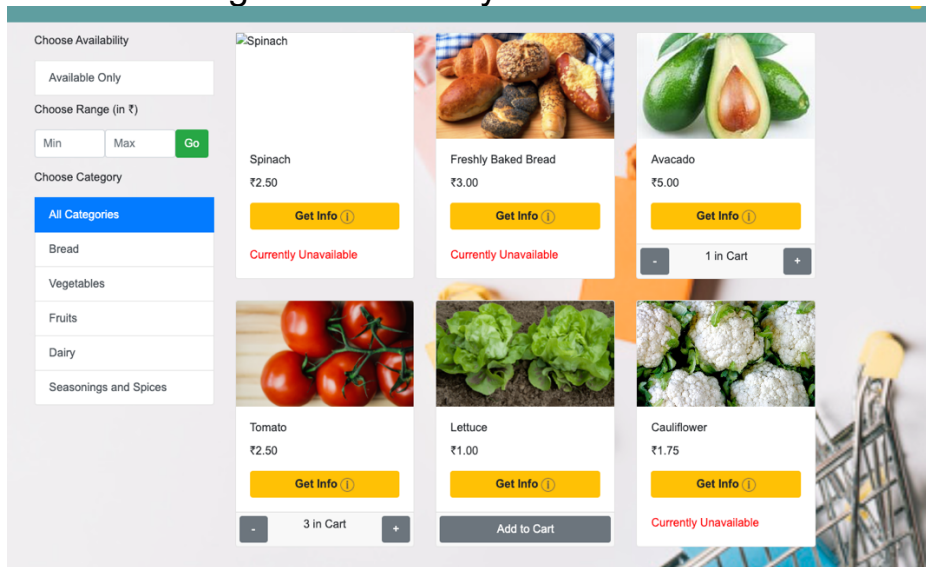 Choose Availability
Available Only
Choose Range (in ₹)
Min
Max
Go
Choose Category
All Categories
Bread
Vegetables
Fruits
Dairy
Seasonings and Spices
Spinach
Spinach
₹2.50
Get Info
Currently Unavailable
Freshly Baked Bread
₹3.00
Get Info
Currently Unavailable
Avacado
₹5.00
Get Info
-
1 in Cart
+
Tomato
₹2.50
Get Info
-
3 in Cart
+
Lettuce
₹1.00
Get Info
Add to Cart
Cauliflower
₹1.75
Get Info
Currently Unavailable